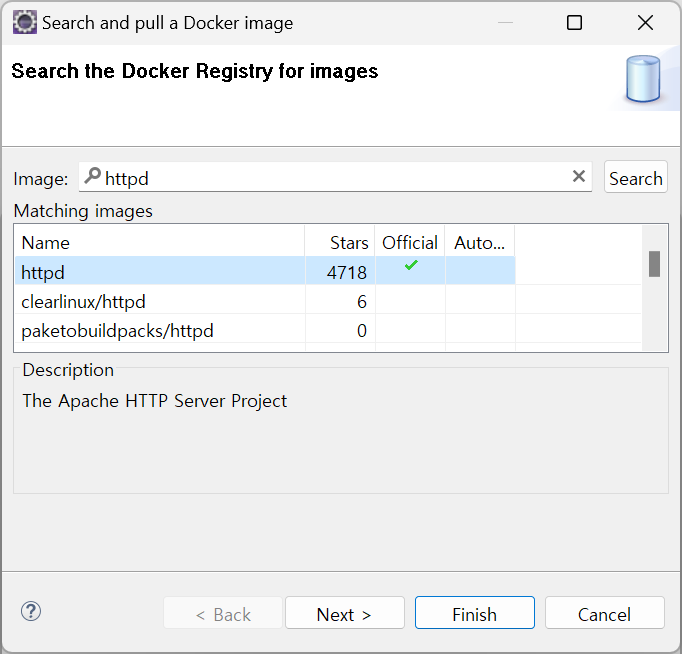 Search and pull a Docker image
Search the Docker Registry for images
Image: httpd Search
Matching images
Name Stars Official Auto...
httpd 4718
clearlinux/httpd 6
paketobuildpacks/httpd 0
Description
The Apache HTTP Server Project
< Back Next > Finish Cancel